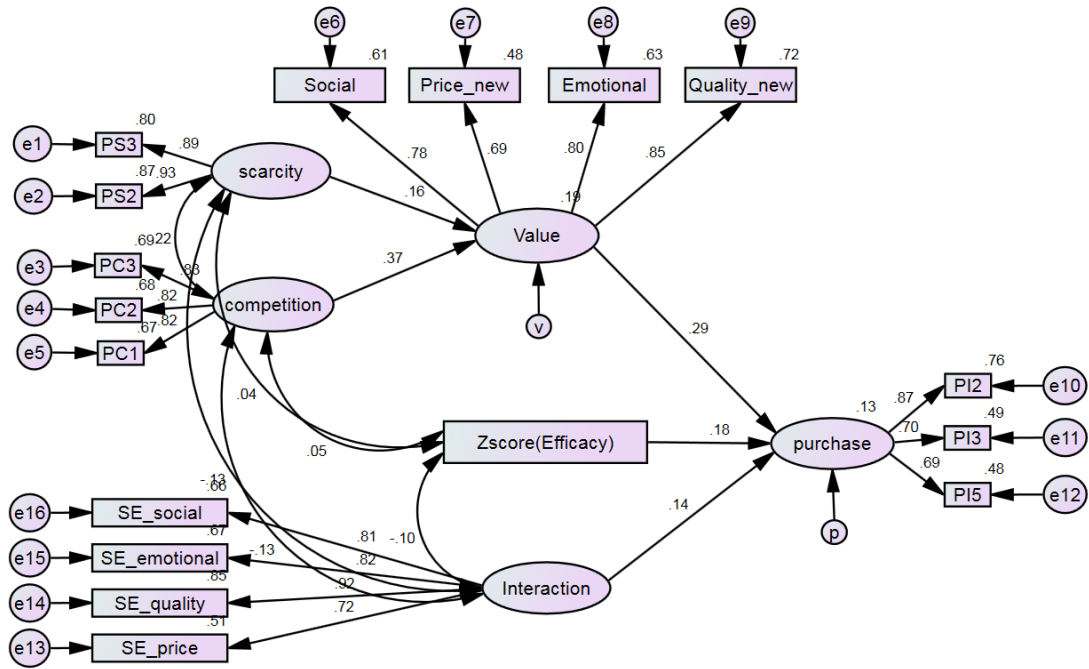 e6 e7 e8 e9
.61 .48 .63 .72
Social Price_new Emotional Quality_new
.80
e1 PS3 .89
scarcity
.87 .93
e2 PS2
.78 .69 .80 .85
.16 .19
Value
.22
.69 .83
e3 PC3
.37
.68 .82
e4 PC2
competition
.67 .82
e5 PC1
v
.29
.76
PI2 e10
.87
.04
.05
Zscore(Efficacy)
.18
.13
purchase
.70
.49
PI3 e11
.69
.48
PI5 e12
p
.14
-.13
.66
e16 SE_social
.81
-.10
.67
e15 SE_emotional
-.13
.82
Interaction
.85
e14 SE_quality
.92
.51
e13 SE_price
.72